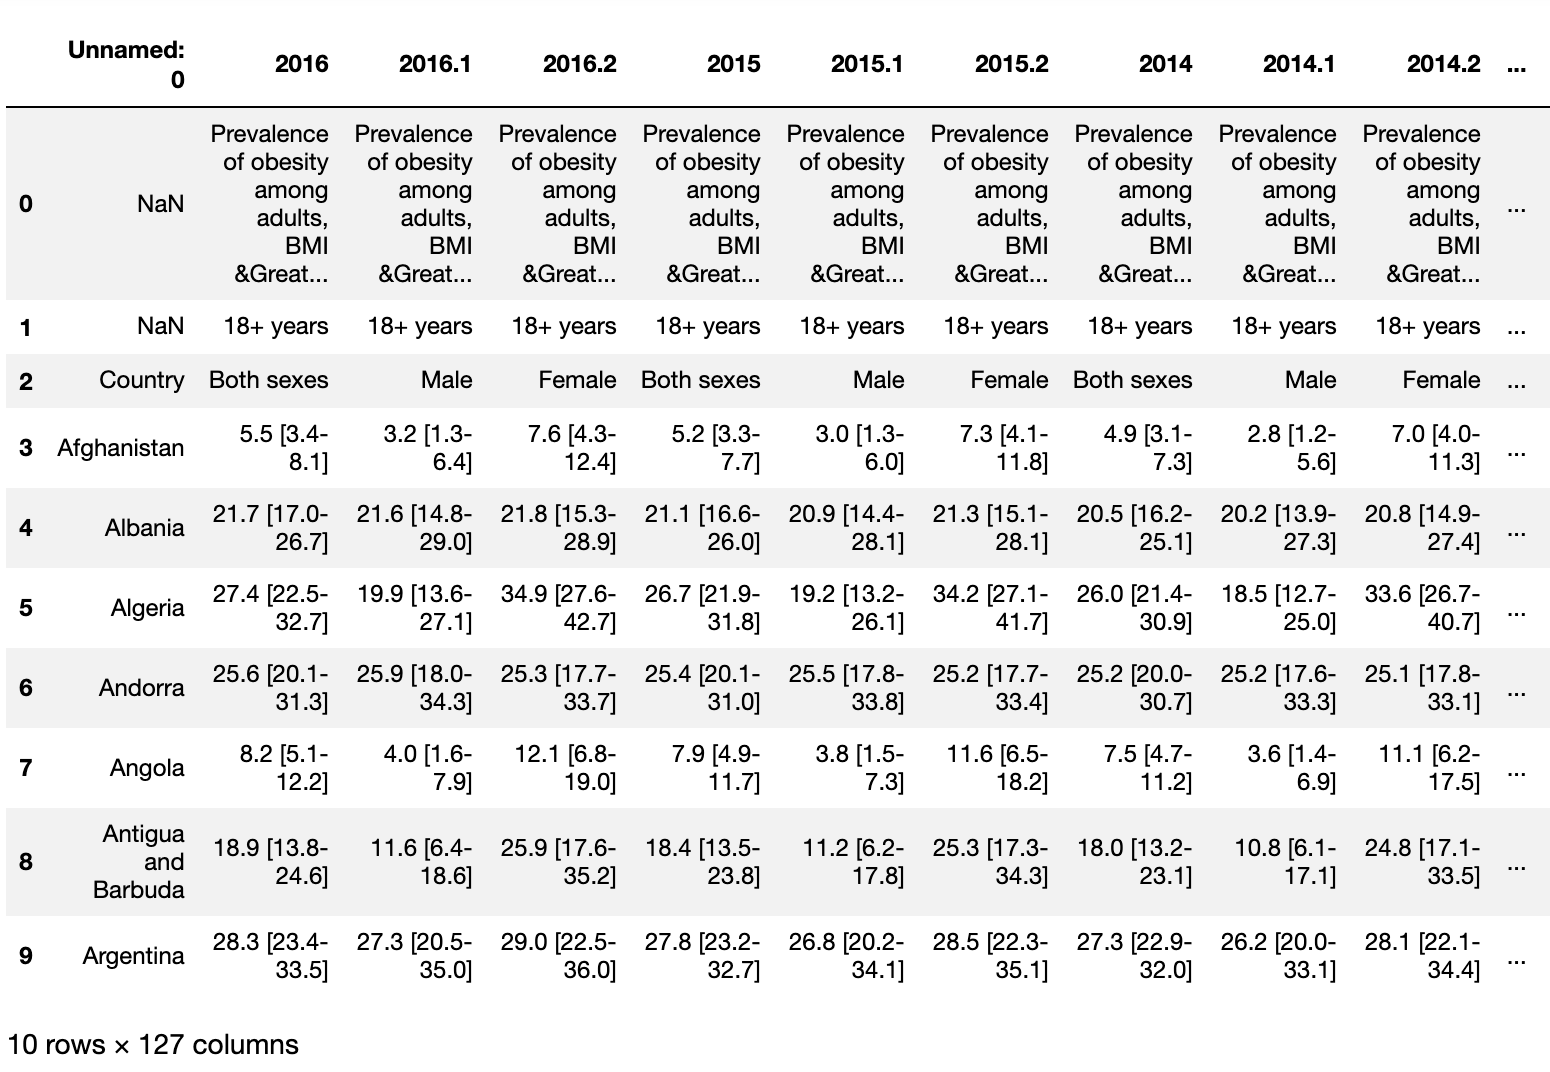 Unnamed: 0 2016 2016.1 2016.2 2015 2015.1 2015.2 2014 2014.1 2014.2 ...
0 NaN Prevalence of obesity among adults, BMI &Great... Prevalence of obesity among adults, BMI &Great... Prevalence of obesity among adults, BMI &Great... Prevalence of obesity among adults, BMI &Great... Prevalence of obesity among adults, BMI &Great... Prevalence of obesity among adults, BMI &Great... Prevalence of obesity among adults, BMI &Great... Prevalence of obesity among adults, BMI &Great... Prevalence of obesity among adults, BMI &Great... ...
1 NaN 18+ years 18+ years 18+ years 18+ years 18+ years 18+ years 18+ years 18+ years 18+ years ...
2 Country Both sexes Male Female Both sexes Male Female Both sexes Male Female ...
3 Afghanistan 5.5 [3.4-8.1] 3.2 [1.3-6.4] 7.6 [4.3-12.4] 5.2 [3.3-7.7] 3.0 [1.3-6.0] 7.3 [4.1-11.8] 4.9 [3.1-7.3] 2.8 [1.2-5.6] 7.0 [4.0-11.3] ...
4 Albania 21.7 [17.0-26.7] 21.6 [14.8-29.0] 21.8 [15.3-28.9] 21.1 [16.6-26.0] 20.9 [14.4-28.1] 21.3 [15.1-28.1] 20.5 [16.2-25.1] 20.2 [13.9-27.3] 20.8 [14.9-27.4] ...
5 Algeria 27.4 [22.5-32.7] 19.9 [13.6-27.1] 34.9 [27.6-42.7] 26.7 [21.9-31.8] 19.2 [13.2-26.1] 34.2 [27.1-41.7] 26.0 [21.4-30.9] 18.5 [12.7-25.0] 33.6 [26.7-40.7] ...
6 Andorra 25.6 [20.1-31.3] 25.9 [18.0-34.3] 25.3 [17.7-33.7] 25.4 [20.1-31.0] 25.5 [17.8-33.8] 25.2 [17.7-33.4] 25.2 [20.0-30.7] 25.2 [17.6-33.3] 25.1 [17.8-33.1] ...
7 Angola 8.2 [5.1-12.2] 4.0 [1.6-7.9] 12.1 [6.8-19.0] 7.9 [4.9-11.7] 3.8 [1.5-7.3] 11.6 [6.5-18.2] 7.5 [4.7-11.2] 3.6 [1.4-6.9] 11.1 [6.2-17.5] ...
8 Antigua and Barbuda 18.9 [13.8-24.6] 11.6 [6.4-18.6] 25.9 [17.6-35.2] 18.4 [13.5-23.8] 11.2 [6.2-17.8] 25.3 [17.3-34.3] 18.0 [13.2-23.1] 10.8 [6.1-17.1] 24.8 [17.1-33.5] ...
9 Argentina 28.3 [23.4-33.5] 27.3 [20.5-35.0] 29.0 [22.5-36.0] 27.8 [23.2-32.7] 26.8 [20.2-34.1] 28.5 [22.3-35.1] 27.3 [22.9-32.0] 26.2 [20.0-33.1] 28.1 [22.1-34.4] ...
10 rows × 127 columns